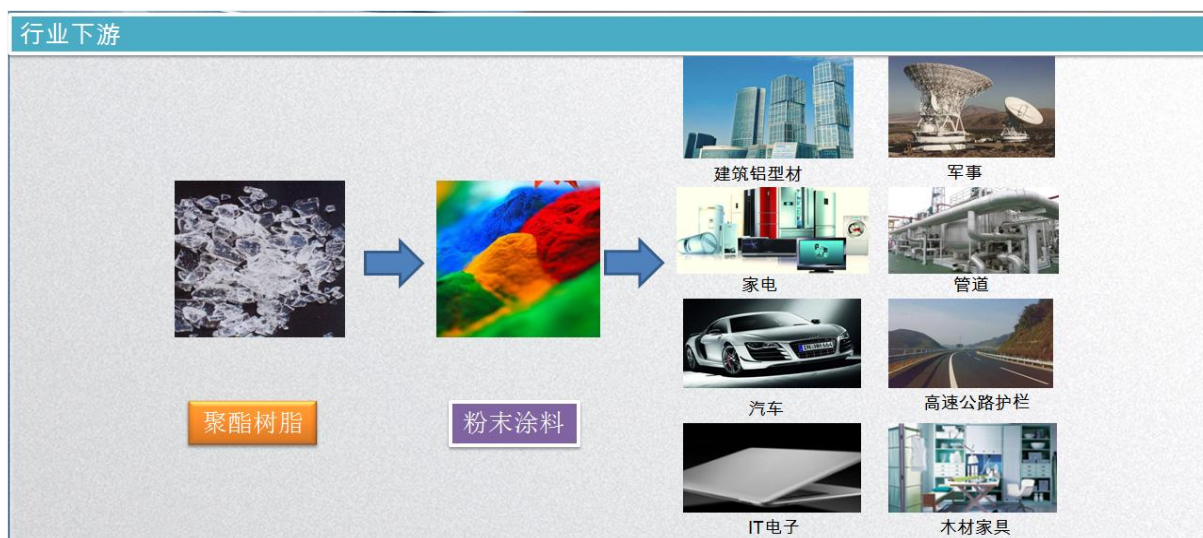 行业下游
建筑铝型材
军事
家电
管道
聚酯树脂
粉末涂料
汽车
高速公路护栏
IT电子
木材家具